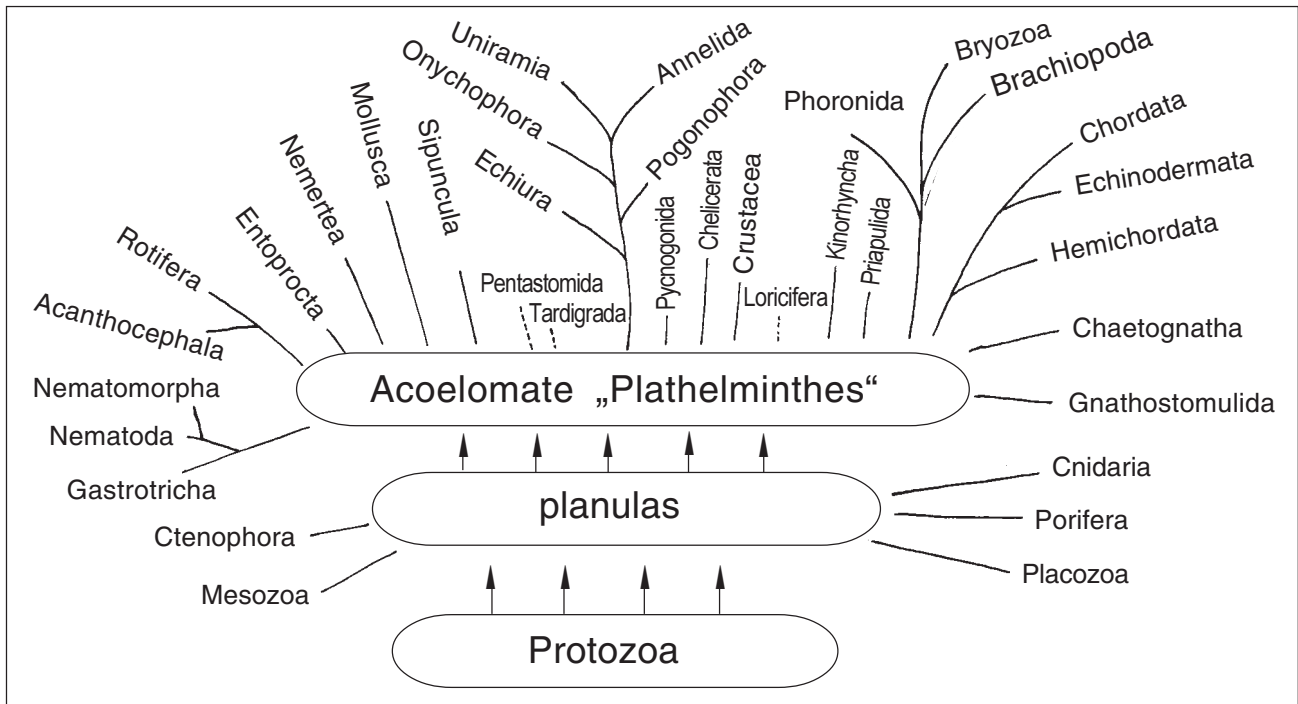 Uniramia
Onychophora
Annelida
Pogonophora
Echiura
Bryozoa
Brachiopoda
Phoronida
Chordata
Echinodermata
Hemichordata
Mollusca
Sipuncula
Nemertea
Entoprocta
Rotifera
Acanthocephala
Pentastomida
Tardigrada
Pycnogonida
Chelicerata
Crustacea
Loricifera
Kinorhyncha
Priapulida
Chaetognatha
Gnathostomulida
Nematomorpha
Nematoda
Gastrotricha
Acoelomate „Plathelminthes“
Cnidaria
Porifera
Placozoa
Ctenophora
Mesozoa
planulas
Protozoa